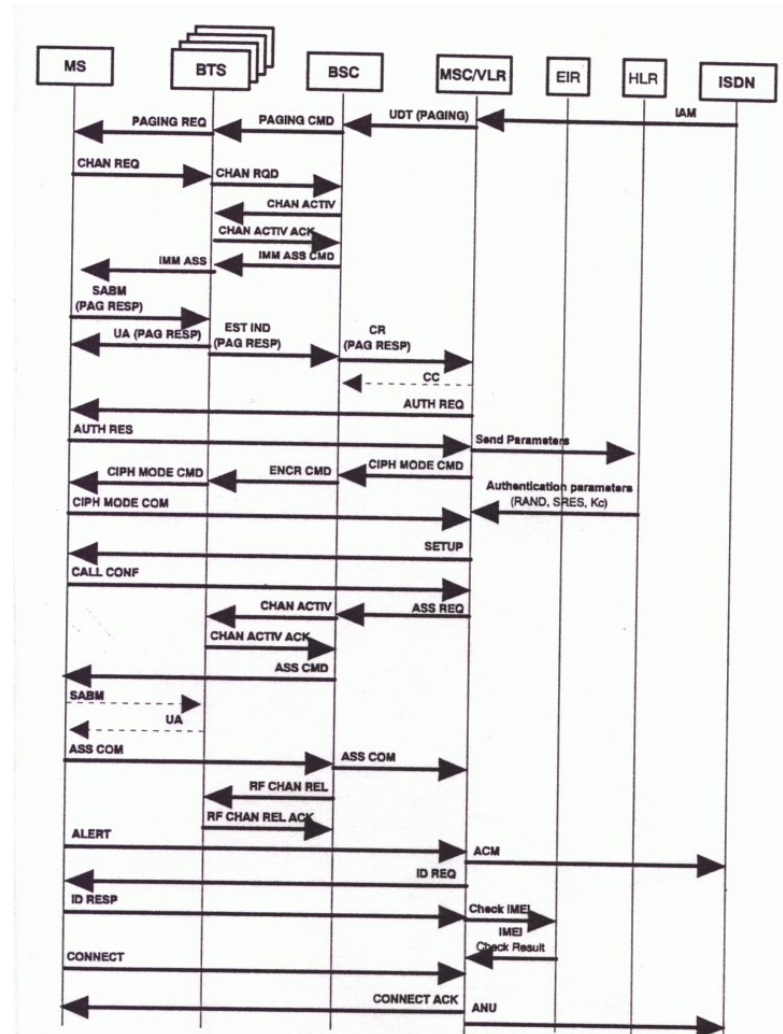 MS
BTS
BSC
MSC/VLR
EIR
HLR
ISDN
PAGING REQ
PAGING CMD
UDT (PAGING)
IAM
CHAN REQ
CHAN RQD
CHAN ACTIV
CHAN ACTIV ACK
IMM ASS
IMM ASS CMD
SABM
(PAG RESP)
UA (PAG RESP)
EST IND
(PAG RESP)
CR
(PAG RESP)
CC
AUTH REQ
AUTH RES
Send Parameters
CIPH MODE CMD
ENCR CMD
CIPH MODE CMD
Authentication parameters
(RAND, SRES, Kc)
CIPH MODE COM
SETUP
CALL CONF
CHAN ACTIV
ASS REQ
CHAN ACTIV ACK
ASS CMD
SABM
UA
ASS COM
ASS COM
RF CHAN REL
RF CHAN REL ACK
ALERT
ACM
ID REQ
ID RESP
Check IMEI
IMEI
Check Result
CONNECT
CONNECT ACK
ANU